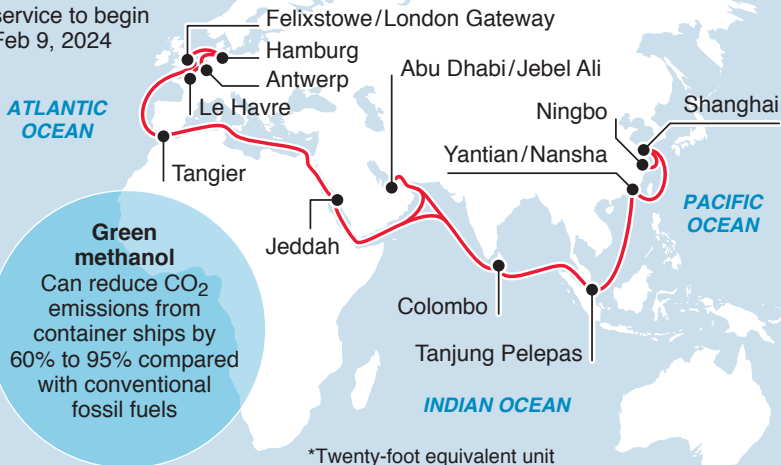 service to begin
Feb 9, 2024
Felixstowe/London Gateway
Hamburg
Antwerp
Le Havre
Abu Dhabi/Jebel Ali
Ningbo
Shanghai
Yantian/Nansha
ATLANTIC
OCEAN
Tangier
PACIFIC
OCEAN
Jeddah
Green
methanol
Can reduce CO₂
emissions from
container ships by
60% to 95% compared
with conventional
fossil fuels
Colombo
Tanjung Pelepas
INDIAN OCEAN
*Twenty-foot equivalent unit